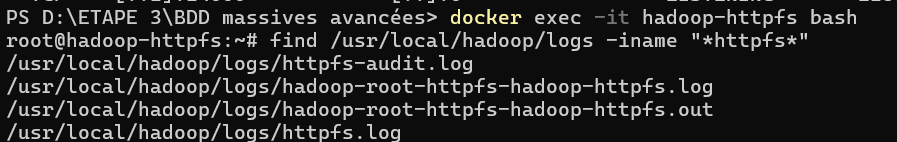 PS D:\ETAPE 3\BDD massives avancées> docker exec -it hadoop-httpfs bash
root@hadoop-httpfs:~# find /usr/local/hadoop/logs -iname "*httpfs*"
/usr/local/hadoop/logs/httpfs-audit.log
/usr/local/hadoop/logs/hadoop-root-httpfs-hadoop-httpfs.log
/usr/local/hadoop/logs/hadoop-root-httpfs-hadoop-httpfs.out
/usr/local/hadoop/logs/httpfs.log